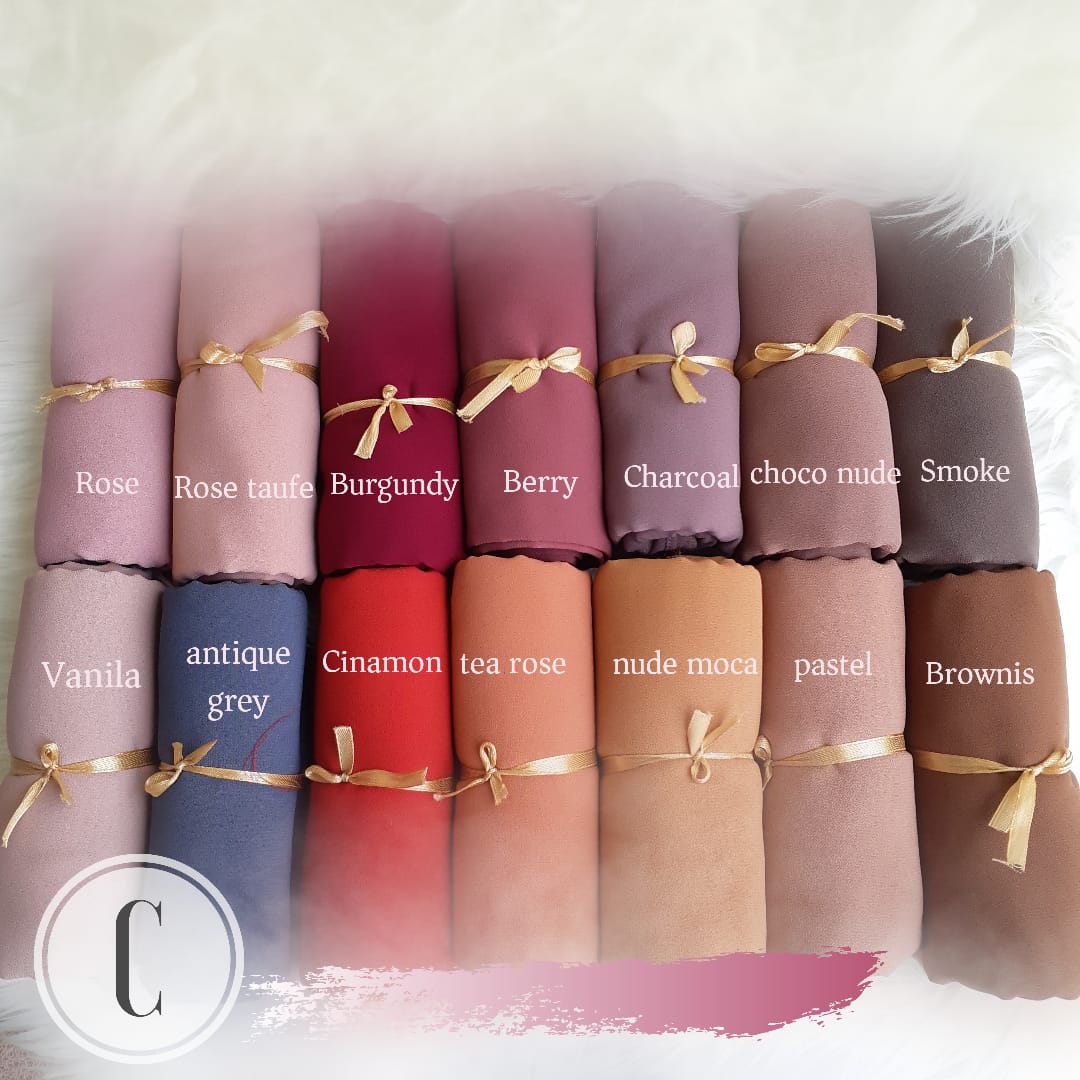 Rose
Rose taufe
Burgundy
Berry
Charcoal
choco nude
Smoke
Vanila
antique
grey
Cinamon
tea rose
nude moca
pastel
Brownis
C